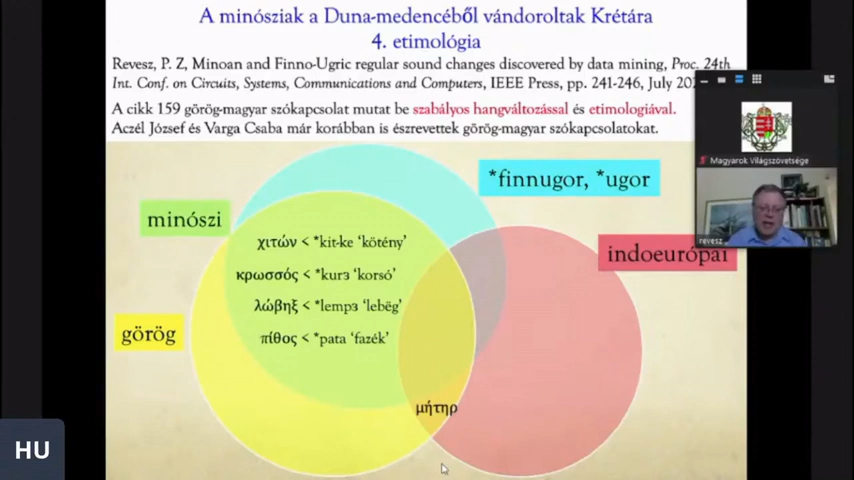 A minósziak a Duna-medencéből vándoroltak Krétára
4. etimológia
Revesz, P. Z, Minoan and Finno-Ugric regular sound changes discovered by data mining, Proc. 24th
Int. Conf. on Circuits, Systems, Communications and Computers, IEEE Press, pp. 241-246, July
A cikk 159 görög-magyar szókapcsolat mutat be szabályos hangváltozással és etimologiával.
Aczél József és Varga Csaba már korábban is észrevettek görög-magyar szókapcsolatokat.
Magyarok Világszövetsége
*finnugor, *ugor
minószi
revesz
χιτών < *kit-ke ‘kötény’
indoeurópai
κρωσσός < *kurɜ ‘korsó’
λώβηξ < *lempɜ ‘lebëg’
görög
πίθος < *pata ‘fazék’
μήτηρ
HU